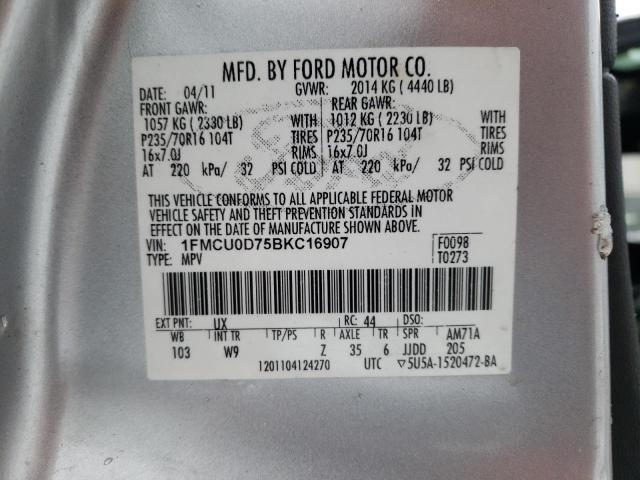 MFD. BY FORD MOTOR CO.
DATE: 04/11 GVWR: 2014 KG ( 4440 LB)
FRONT GAWR: REAR GAWR:
1057 KG ( 2330 LB) WITH 1012 KG ( 2230 LB) WITH
P235/70R16 104T TIRES P235/70R16 104T TIRES
16x7.0J RIMS 16x7.0J RIMS
AT 220 kPa/ 32 PSI COLD AT 220 kPa/ 32 PSI COLD
THIS VEHICLE CONFORMS TO ALL APPLICABLE FEDERAL MOTOR
VEHICLE SAFETY AND THEFT PREVENTION STANDARDS IN
EFFECT ON THE DATE OF MANUFACTURE SHOWN ABOVE.
VIN: 1FMCU0D75BKC16907 F0098
TYPE: MPV T0273
EXT PNT: UX RC: 44 DSO:
WB INT TR TP/PS R AXLE TR SPR AM71A
103 W9 Z 35 6 JJDD 205
1201104124270 UTC ▽5U5A-1520472-BA